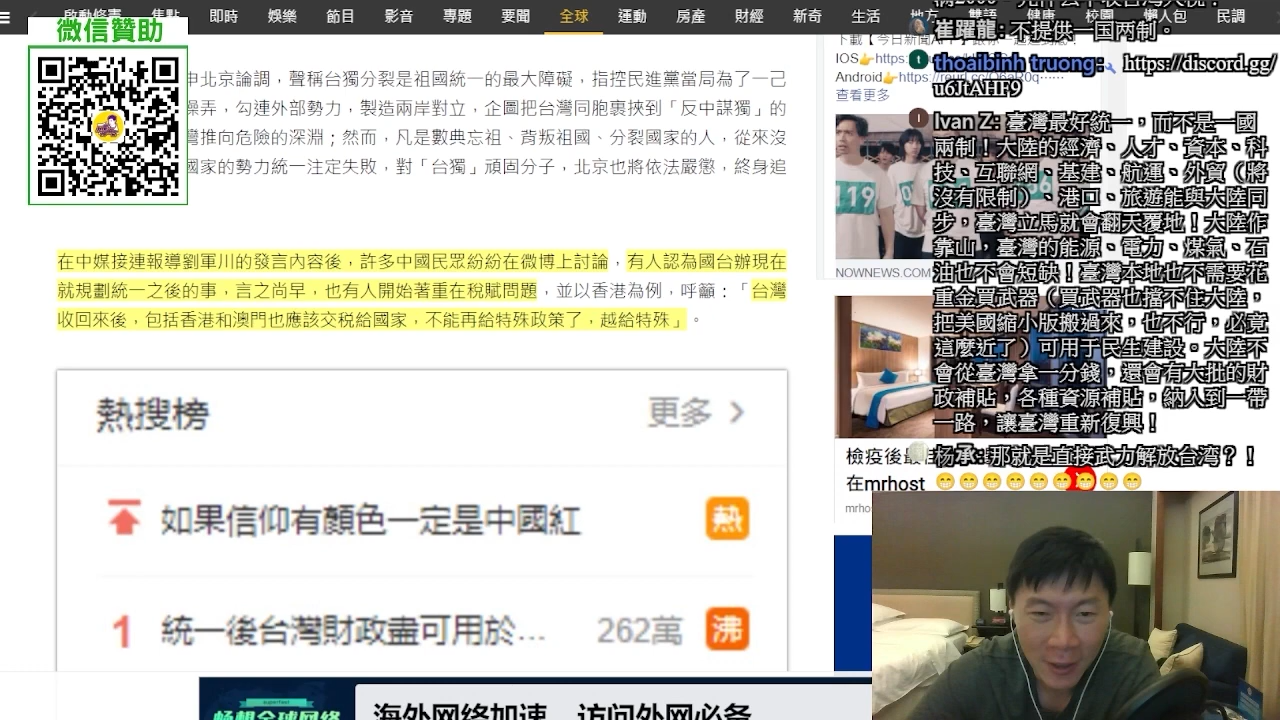 啟動修憲 焦點 即時 娛樂 節目 影音 專題 要聞 全球 運動 房產 財經 新奇 生活 地方 雙語 健康 校園 懶人包 民調
微信贊助
申北京論調，聲稱台獨分裂是祖國統一的最大障礙，指控民進黨當局為了一己
操弄，勾連外部勢力，製造兩岸對立，企圖把台灣同胞裹挾到「反中謀獨」的
灣推向危險的深淵；然而，凡是數典忘祖、背叛祖國、分裂國家的人，從來沒
國家的勢力統一注定失敗，對「台獨」頑固分子，北京也將依法嚴懲，終身追
在中媒接連報導劉軍川的發言內容後，許多中國民眾紛紛在微博上討論，有人認為國台辦現在
就規劃統一之後的事，言之尚早，也有人開始著重在稅賦問題，並以香港為例，呼籲：「台灣
收回來後，包括香港和澳門也應該交税給國家，不能再給特殊政策了，越給特殊」。
熱搜榜 更多
如果信仰有顏色一定是中國紅 熱
1 統一後台灣財政盡可用於... 262萬 沸
superfast
暢想全球网络
海外网络加速，访问外网必备
IOS👉
Android👉https://reurl.cc/O6aR0q……
查看更多
119
NOWNEWS.COM
在mrhost
崔躍龍: 不提供一国两制。
thoaibinh truong: https://discord.gg/
u6JtAHF9
Ivan Z: 臺灣最好統一，而不是一國
兩制！大陸的經濟、人才、資本、科
技、互聯網、基建、航運、外貿（將
沒有限制）、港口、旅遊能與大陸同
步，臺灣立馬就會翻天覆地！大陸作
靠山，臺灣的能源、電力、煤氣、石
油也不會短缺！臺灣本地也不需要花
重金買武器（買武器也擋不住大陸，
把美國縮小版搬過來，也不行，必竟
這麼近了）可用于民生建設。大陸不
會從臺灣拿一分錢，還會有大批的財
政補貼，各種資源補貼，納入到一帶
一路，讓臺灣重新復興！
杨承: 那就是直接武力解放台湾？！
😁😁😁😁😁😁😁😁😁